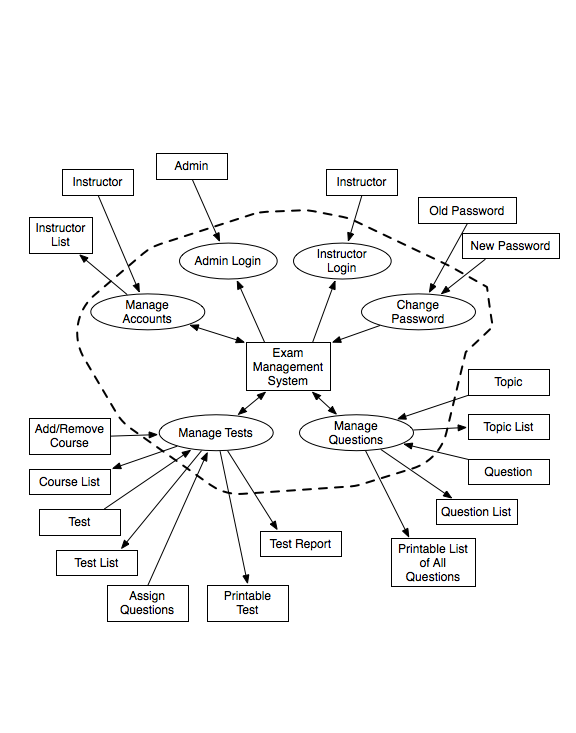 Admin
Instructor
Instructor
Old Password
Instructor
List
New Password
Admin Login
Instructor
Login
Manage
Accounts
Change
Password
Exam
Management
System
Topic
Add/Remove
Course
Manage Tests
Manage
Questions
Topic List
Course List
Question
Test
Question List
Test List
Test Report
Printable List
of All
Questions
Assign
Questions
Printable
Test